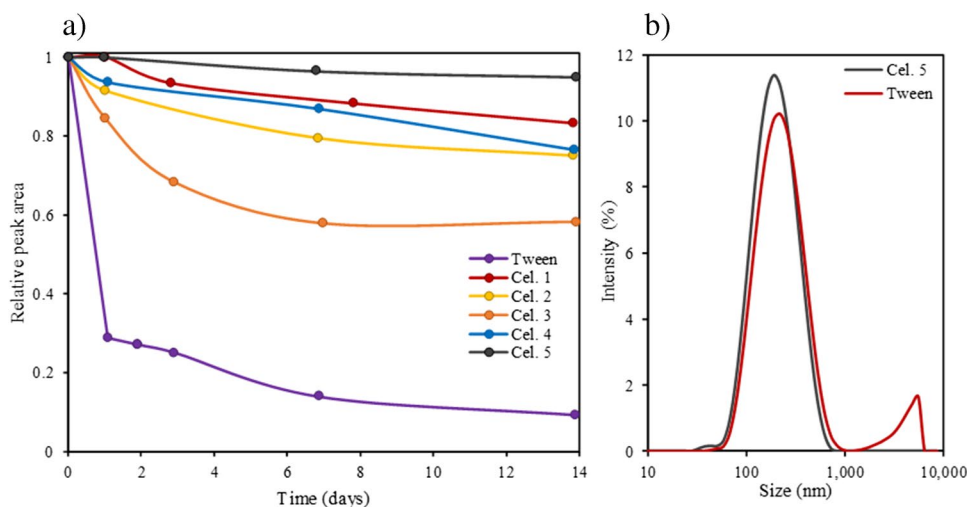 a)
Relative peak area
1
0.8
0.6
0.4
0.2
0
0 2 4 6 8 10 12 14
Time (days)
Tween
Cel. 1
Cel. 2
Cel. 3
Cel. 4
Cel. 5
b)
Intensity (%)
12
10
8
6
4
2
0
10 100 1,000 10,000
Size (nm)
Cel. 5
Tween